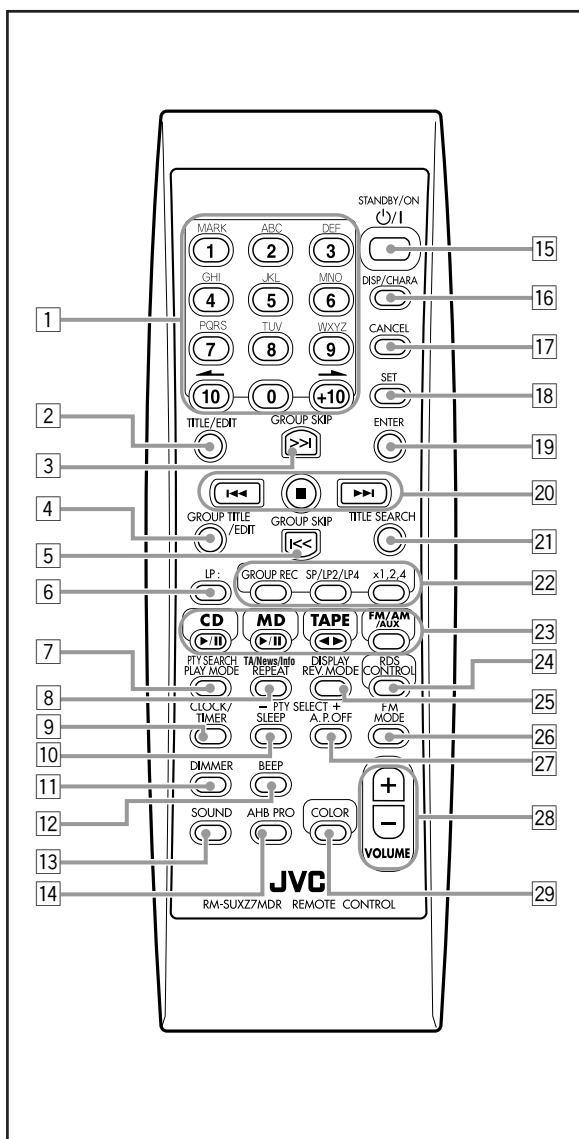 STANDBY/ON
⏻/I
MARK ABC DEF
1 2 3
15
DISP/CHARA
GHI JKL MNO
16
1
4 5 6
CANCEL
PQRS TUV WXYZ
17
7 8 9
SET
18
10 0 +10
TITLE/EDIT GROUP SKIP ENTER
2
>>I
19
3
20
4
GROUP TITLE /EDIT
GROUP SKIP TITLE SEARCH
5
I<<
21
LP:
GROUP REC SP/LP2/LP4 x1,2,4
6
22
CD MD TAPE FM/AM /AUX
23
PTY SEARCH TA/News/Info DISPLAY RDS
7
PLAY MODE REPEAT REV. MODE CONTROL
24
8
25
CLOCK/ TIMER
– PTY SELECT +
SLEEP A. P. OFF
FM MODE
9
26
10
27
DIMMER BEEP
11
+
12
28
–
SOUND AHB PRO COLOR VOLUME
13
JVC
14
29
RM-SUXZ7MDR REMOTE CONTROL